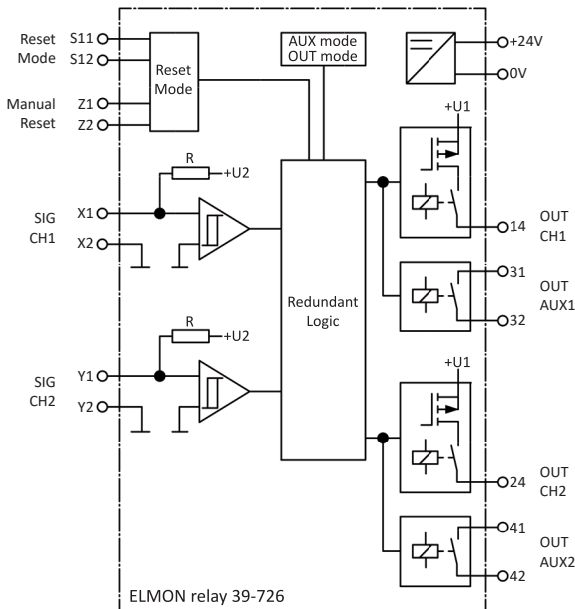 Reset
Mode
S11
S12
Manual
Reset
Z1
Z2
Reset
Mode
AUX mode
OUT mode
+24V
0V
+U1
R
+U2
SIG
CH1
X1
X2
14
OUT
CH1
31
32
OUT
AUX1
Redundant
Logic
R
+U2
SIG
CH2
Y1
Y2
+U1
24
OUT
CH2
41
42
OUT
AUX2
ELMON relay 39-726